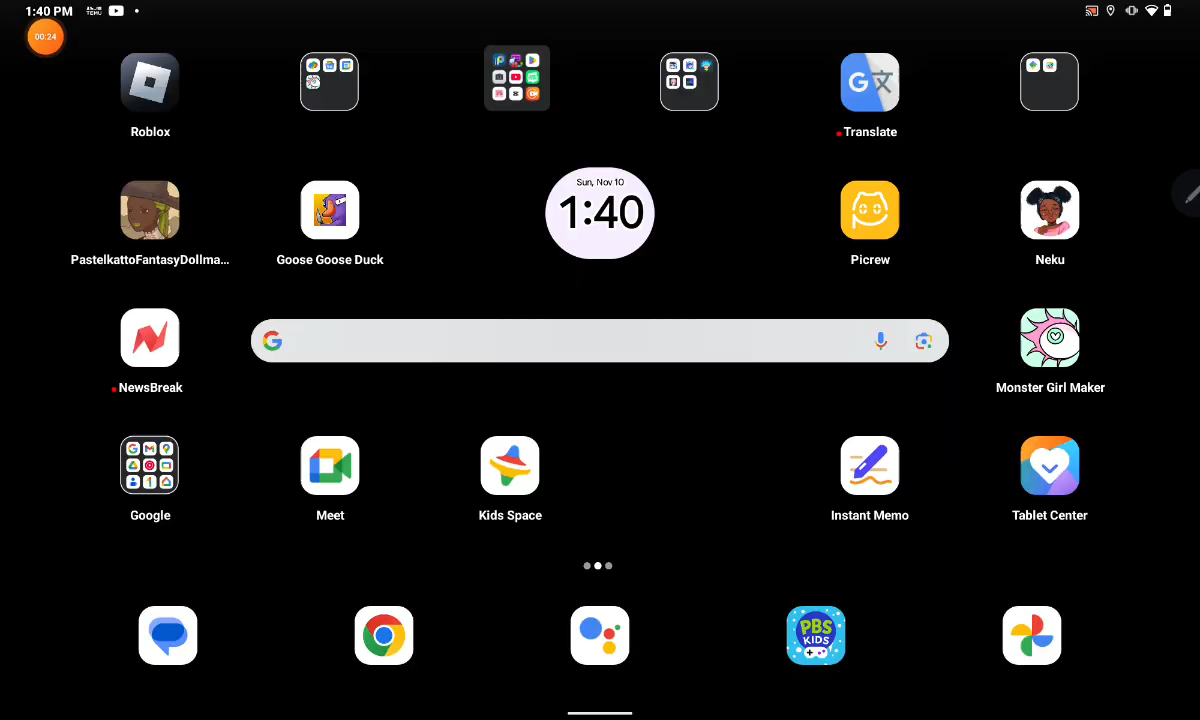 1:40 PM
00:24
Roblox
Translate
Sun, Nov 10
1:40
PastelkattoFantasyDollma...
Goose Goose Duck
Picrew
Neku
NewsBreak
Monster Girl Maker
Google
Meet
Kids Space
Instant Memo
Tablet Center
PBS
KIDS